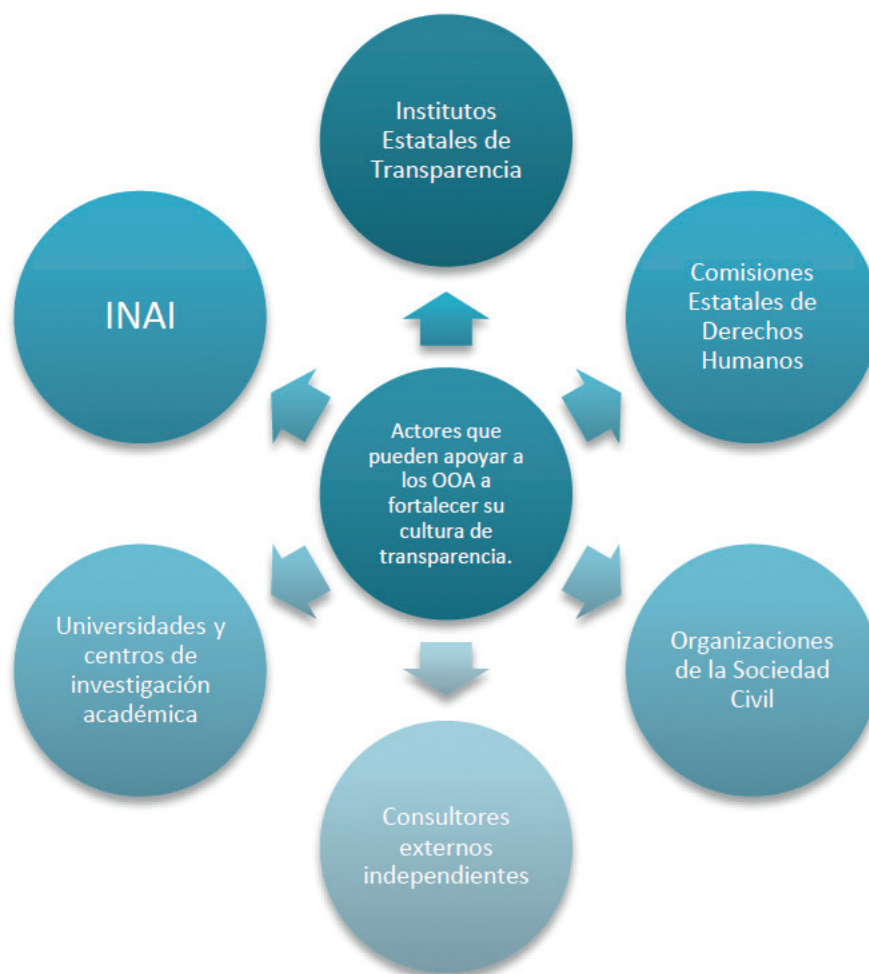 Institutos
Estatales de
Transparencia
INAI
Comisiones
Estatales de
Derechos
Humanos
Actores que
pueden apoyar a
los OOA a
fortalecer su
cultura de
transparencia.
Universidades y
centros de
investigación
académica
Organizaciones
de la Sociedad
Civil
Consultores
externos
independientes